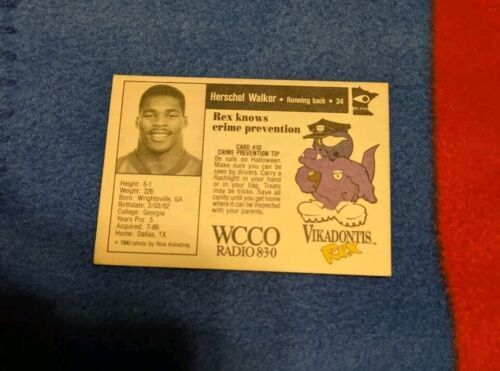 Herschel Walker • Running back • 34
Rex knows
crime prevention
CARD #10
CRIME PREVENTION TIP
Be safe on Halloween.
Make sure you can be
seen by drivers. Carry a
flashlight in your hand
or in your bag. Treats
may be tricks. Save all
candy until you get home
where it can be inspected
with your parents.
Height: 6-1
Weight: 226
Born: Wrightsville, GA
Birthdate: 3/03/62
College: Georgia
Years Pro: 5
Acquired: T-89
Home: Dallas, TX
© 1990/photo by Rick Kolodziej
WCCO
RADIO 8·3·0
VIKADONTIS
REX
TM